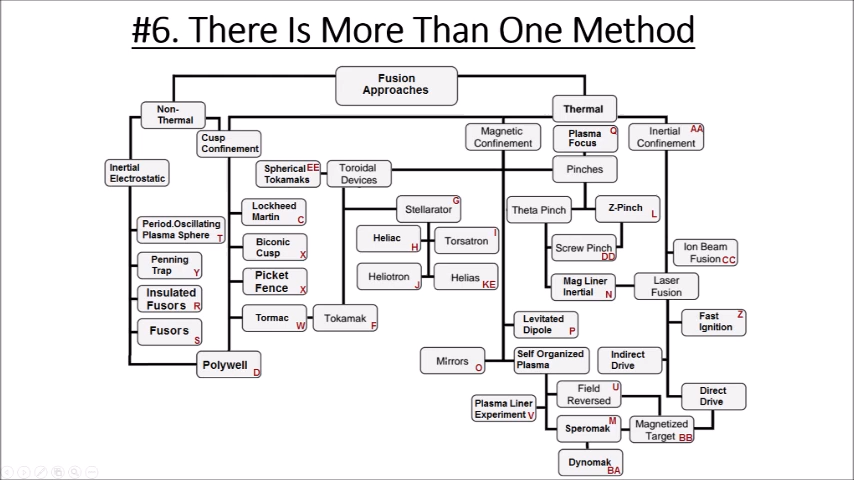 #6. There Is More Than One Method
Fusion
Approaches
Non-
Thermal
Thermal
Cusp
Confinement
Magnetic
Confinement
Plasma Q
Focus
Inertial AA
Confinement
Inertial
Electrostatic
Spherical EE
Tokamaks
Toroidal
Devices
Pinches
Period.Oscillating
Plasma Sphere T
Lockheed
Martin C
Stellarator G
Theta Pinch
Z-Pinch L
Biconic
Cusp X
Heliac H
Torsatron I
Screw Pinch
DD
Ion Beam
Fusion CC
Penning
Trap Y
Picket
Fence X
Heliotron J
Helias KE
Mag Liner
Inertial N
Laser
Fusion
Insulated
Fusors R
Tormac W
Tokamak F
Levitated
Dipole P
Fast Z
Ignition
Fusors S
Polywell D
Mirrors O
Self Organized
Plasma
Indirect
Drive
Field U
Reversed
Direct
Drive
Plasma Liner
Experiment V
Speromak M
Magnetized
Target BB
Dynomak
BA